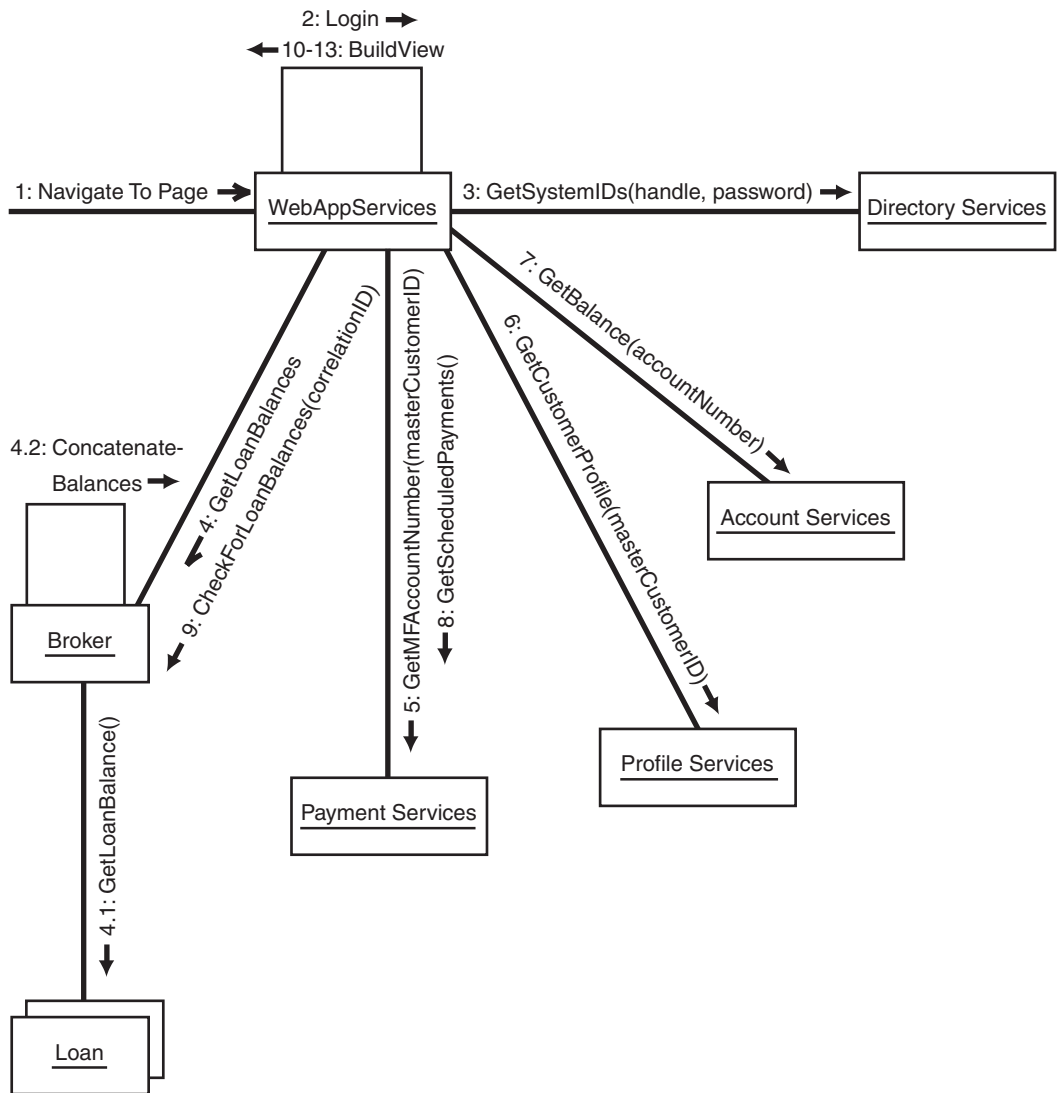 2: Login
10-13: BuildView
1: Navigate To Page
WebAppServices
3: GetSystemIDs(handle, password)
Directory Services
7: GetBalance(accountNumber)
6: GetCustomerProfile(masterCustomerID)
4: GetLoanBalances
9: CheckForLoanBalances(correlationID)
5: GetMFAccountNumber(masterCustomerID)
8: GetScheduledPayments()
4.2: Concatenate-
Balances
Account Services
Broker
Profile Services
Payment Services
4.1: GetLoanBalance()
Loan